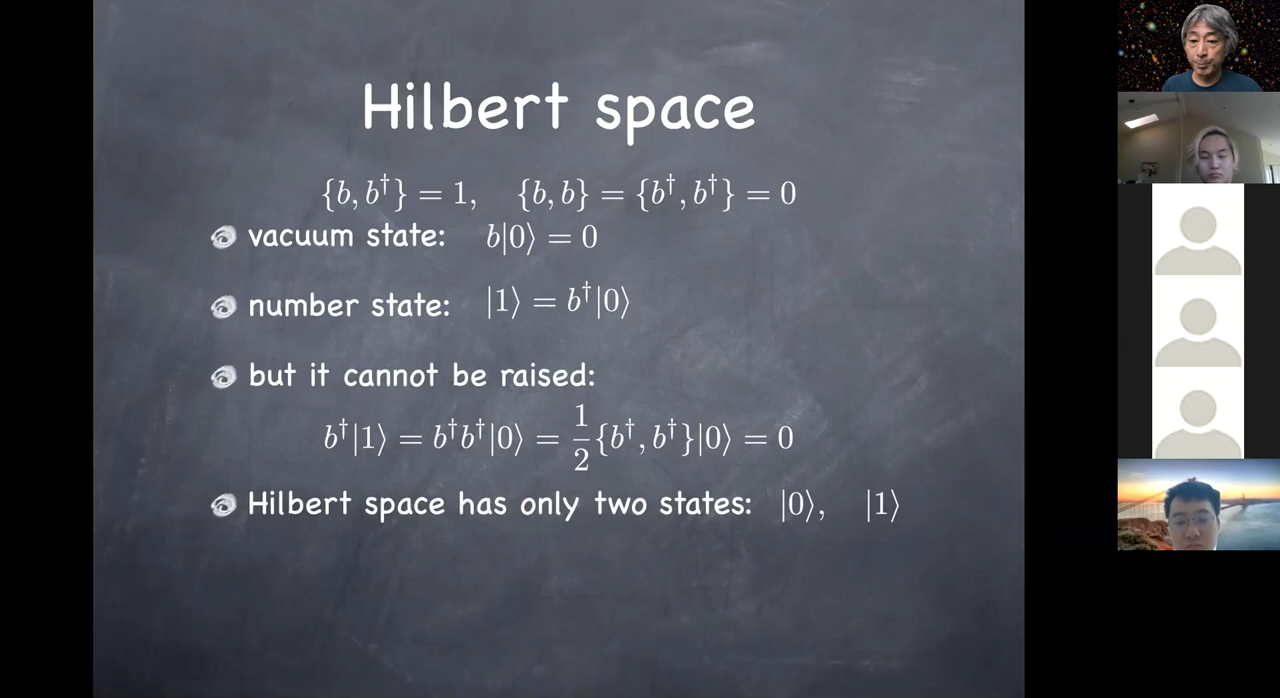 Hilbert space
{b, b†} = 1, {b, b} = {b†, b†} = 0
vacuum state: b|0⟩ = 0
number state: |1⟩ = b†|0⟩
but it cannot be raised:
b†|1⟩ = b†b†|0⟩ = 1/2 {b†, b†}|0⟩ = 0
Hilbert space has only two states: |0⟩, |1⟩